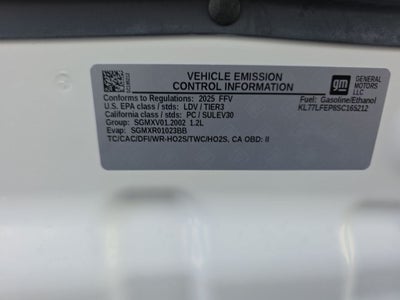 VEHICLE EMISSION
CONTROL INFORMATION
gm
GENERAL
MOTORS
LLC
Conforms to Regulations: 2025 FFV
Fuel: Gasoline/Ethanol
U.S. EPA class / stds: LDV / TIER3
KL77LFEP8SC165212
California class / stds: PC / SULEV30
Group: SGMXV01.2002 1.2L
Evap: SGMXR01023BB
TC/CAC/DFI/WR-HO2S/TWC/HO2S, CA OBD: II